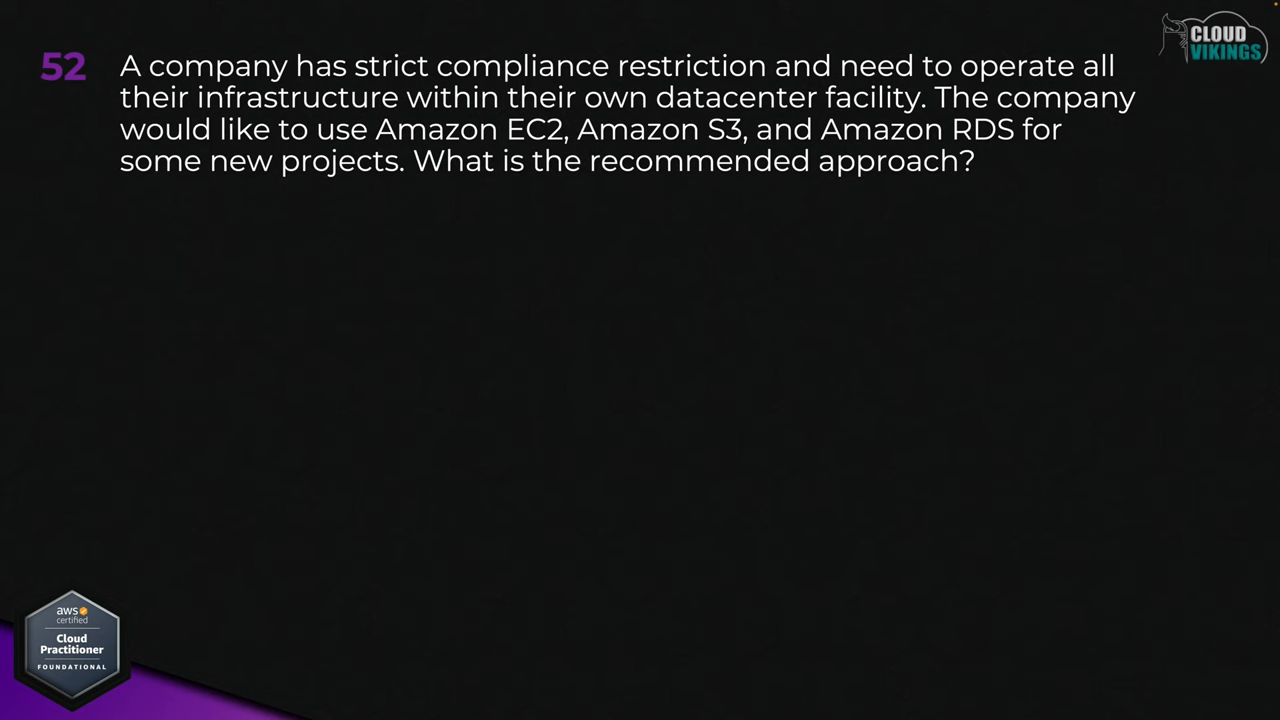 CLOUD
VIKINGS
52 A company has strict compliance restriction and need to operate all
their infrastructure within their own datacenter facility. The company
would like to use Amazon EC2, Amazon S3, and Amazon RDS for
some new projects. What is the recommended approach?
aws
certified
Cloud
Practitioner
FOUNDATIONAL